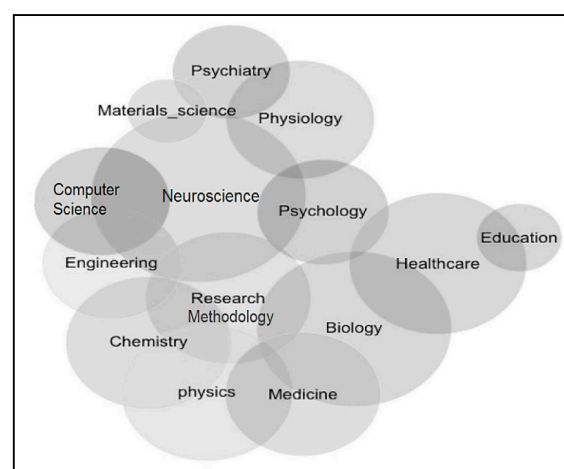 Psychiatry
Materials_science
Physiology
Computer
Science
Neuroscience
Psychology
Education
Engineering
Healthcare
Research
Methodology
Biology
Chemistry
physics
Medicine